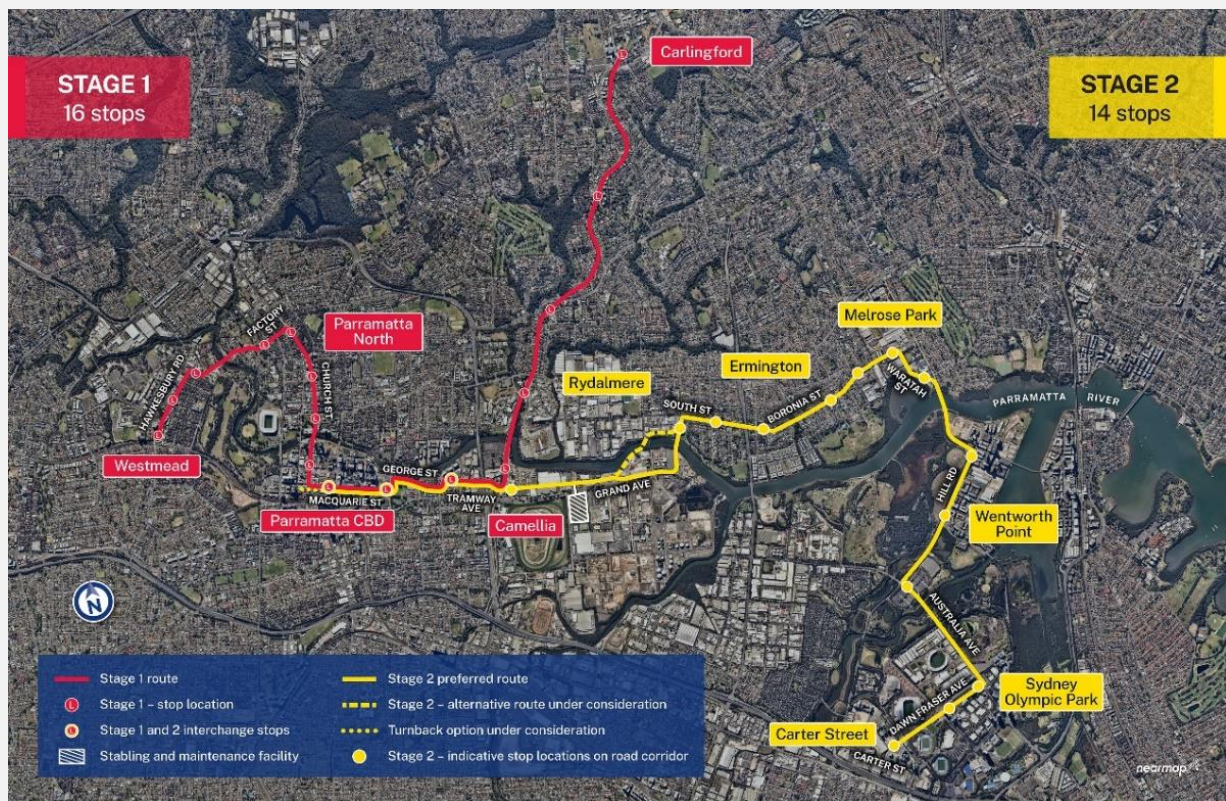 STAGE 1
16 stops
Carlingford
STAGE 2
14 stops
Parramatta
North
FACTORY
ST
HAWKESBURY RD
CHURCH ST
Westmead
Melrose Park
Ermington
Rydalmere
WARATAH
ST
SOUTH ST
BORONIA ST
PARRAMATTA RIVER
GEORGE ST
MACQUARIE ST
TRAMWAY
AVE
GRAND AVE
Parramatta CBD
Camellia
HILL RD
Wentworth
Point
AUSTRALIA AVE
N
Sydney
Olympic Park
DAWN FRASER AVE
Carter Street
CARTER ST
Stage 1 route
L Stage 1 – stop location
L Stage 1 and 2 interchange stops
Stabling and maintenance facility
Stage 2 preferred route
Stage 2 – alternative route under consideration
Turnback option under consideration
Stage 2 – indicative stop locations on road corridor
nearmap